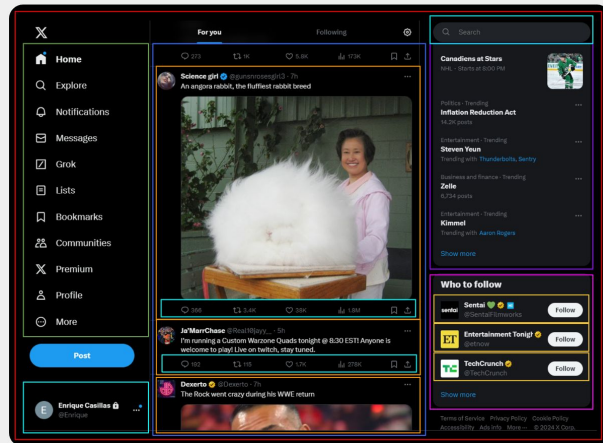 Home
Explore
Notifications
Messages
Grok
Lists
Bookmarks
Communities
Premium
Profile
More
Post
Enrique Casillas
@Enrique
For you Following
273 1K 5.8K 173K
Science girl @gunsnrosesgirl3 · 7h
An angora rabbit, the fluffiest rabbit breed
388 3.4K 38K 1.8M
Ja'MarrChase @Real10jayy_ · 5h
I'm running a Custom Warzone Quads tonight @ 8:30 EST! Anyone is
welcome to play! Live on twitch, stay tuned.
192 115 1.7K 278K
Dexerto @Dexerto · 7h
The Rock went crazy during his WWE return
Search
Canadiens at Stars
NHL · Starts at 8:00 PM
Politics · Trending
Inflation Reduction Act
14.2K posts
Entertainment · Trending
Steven Yeun
Trending with Thunderbolts, Sentry
Business and finance · Trending
Zelle
6,734 posts
Entertainment · Trending
Kimmel
Trending with Aaron Rogers
Show more
Who to follow
sentai
Sentai
@SentaiFilmworks
Follow
ET
Entertainment Tonight
@etnow
Follow
TechCrunch
@TechCrunch
Follow
Show more
Terms of Service Privacy Policy Cookie Policy
Accessibility Ads Info More ··· © 2024 X Corp.